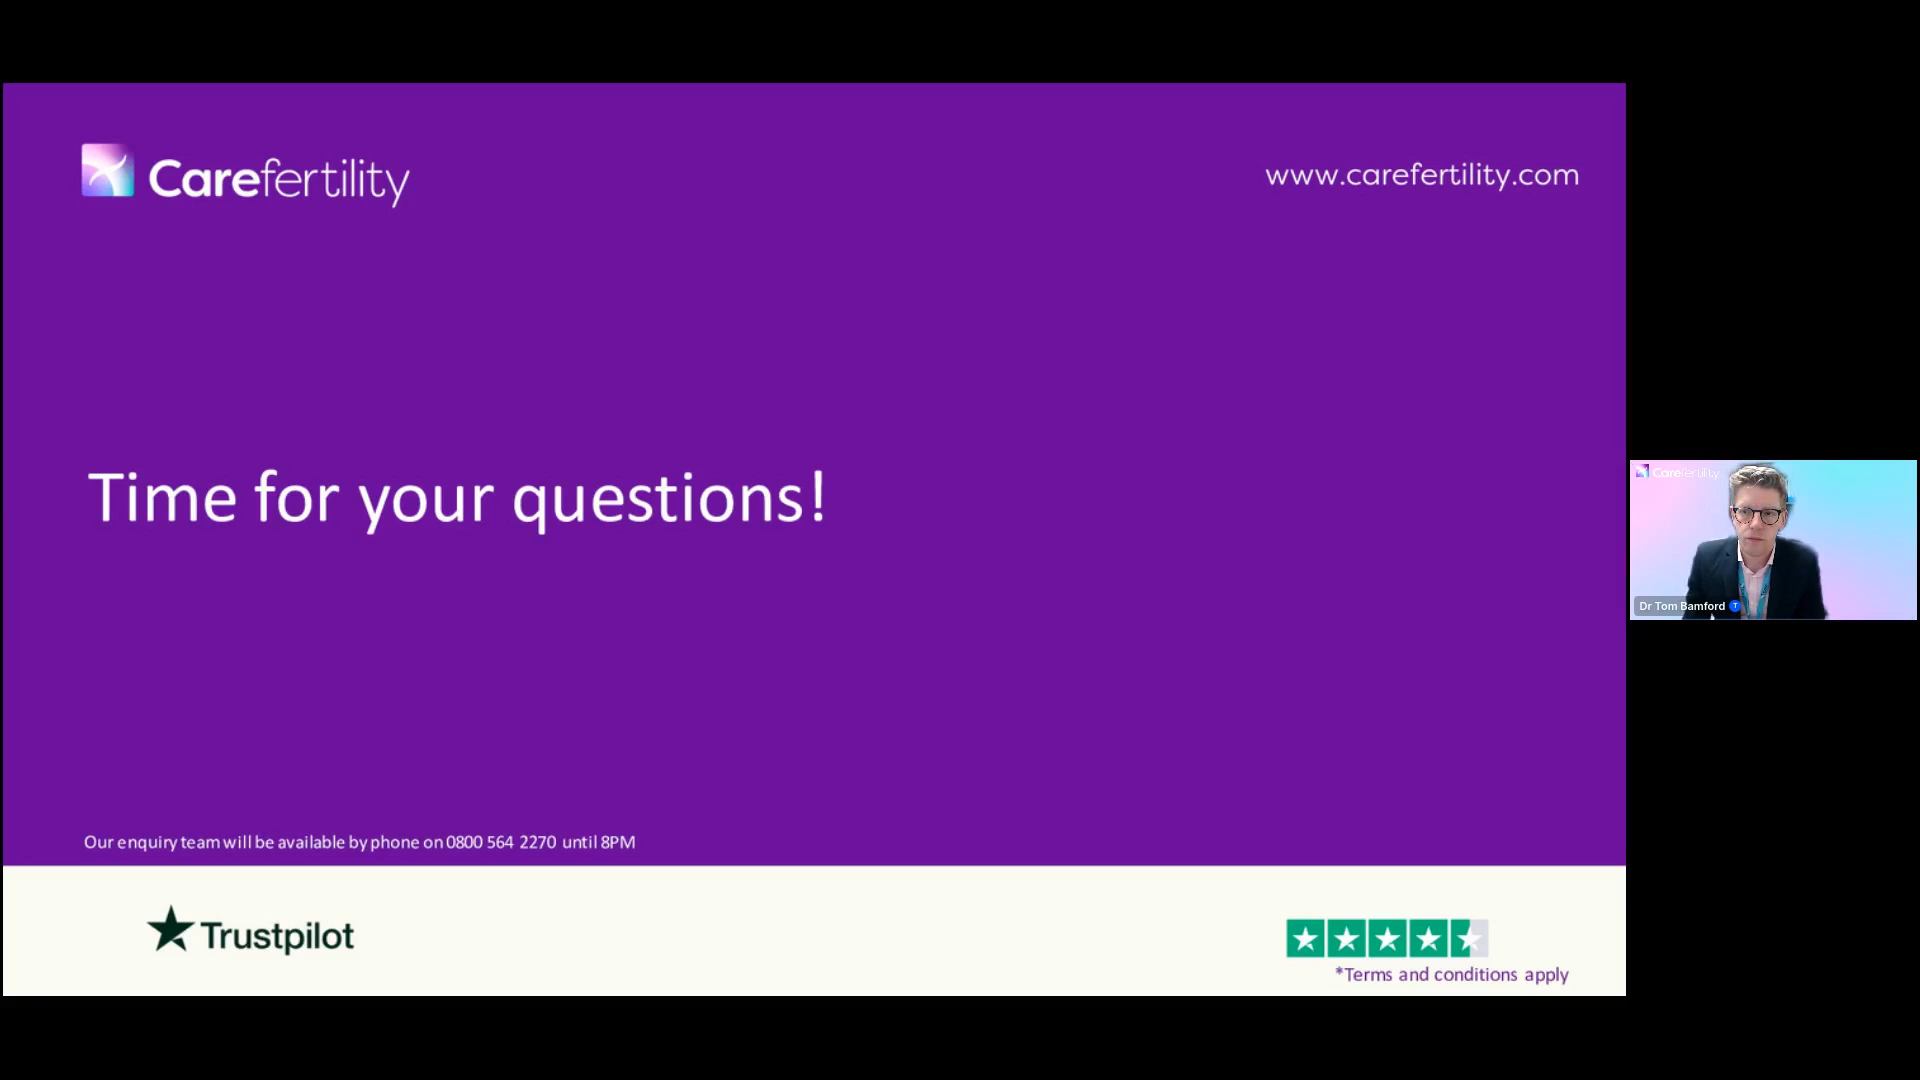 Carefertility
www.carefertility.com
Time for your questions!
Carefertility
Dr Tom Bamford T
Our enquiry team will be available by phone on 0800 564 2270 until 8PM
Trustpilot
*Terms and conditions apply